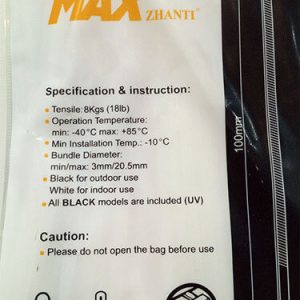 MAX
ZHANTI®
Specification & instruction:
• Tensile:8Kgs (18lb)
• Operation Temperature:
min: -40°C max: +85°C
• Min Installation Temp.: -10°C
• Bundle Diameter:
min/max: 3mm/20.5mm
• Black for outdoor use
White for indoor use
• All BLACK models are included (UV)
Caution:
• Please do not open the bag before use
100mm